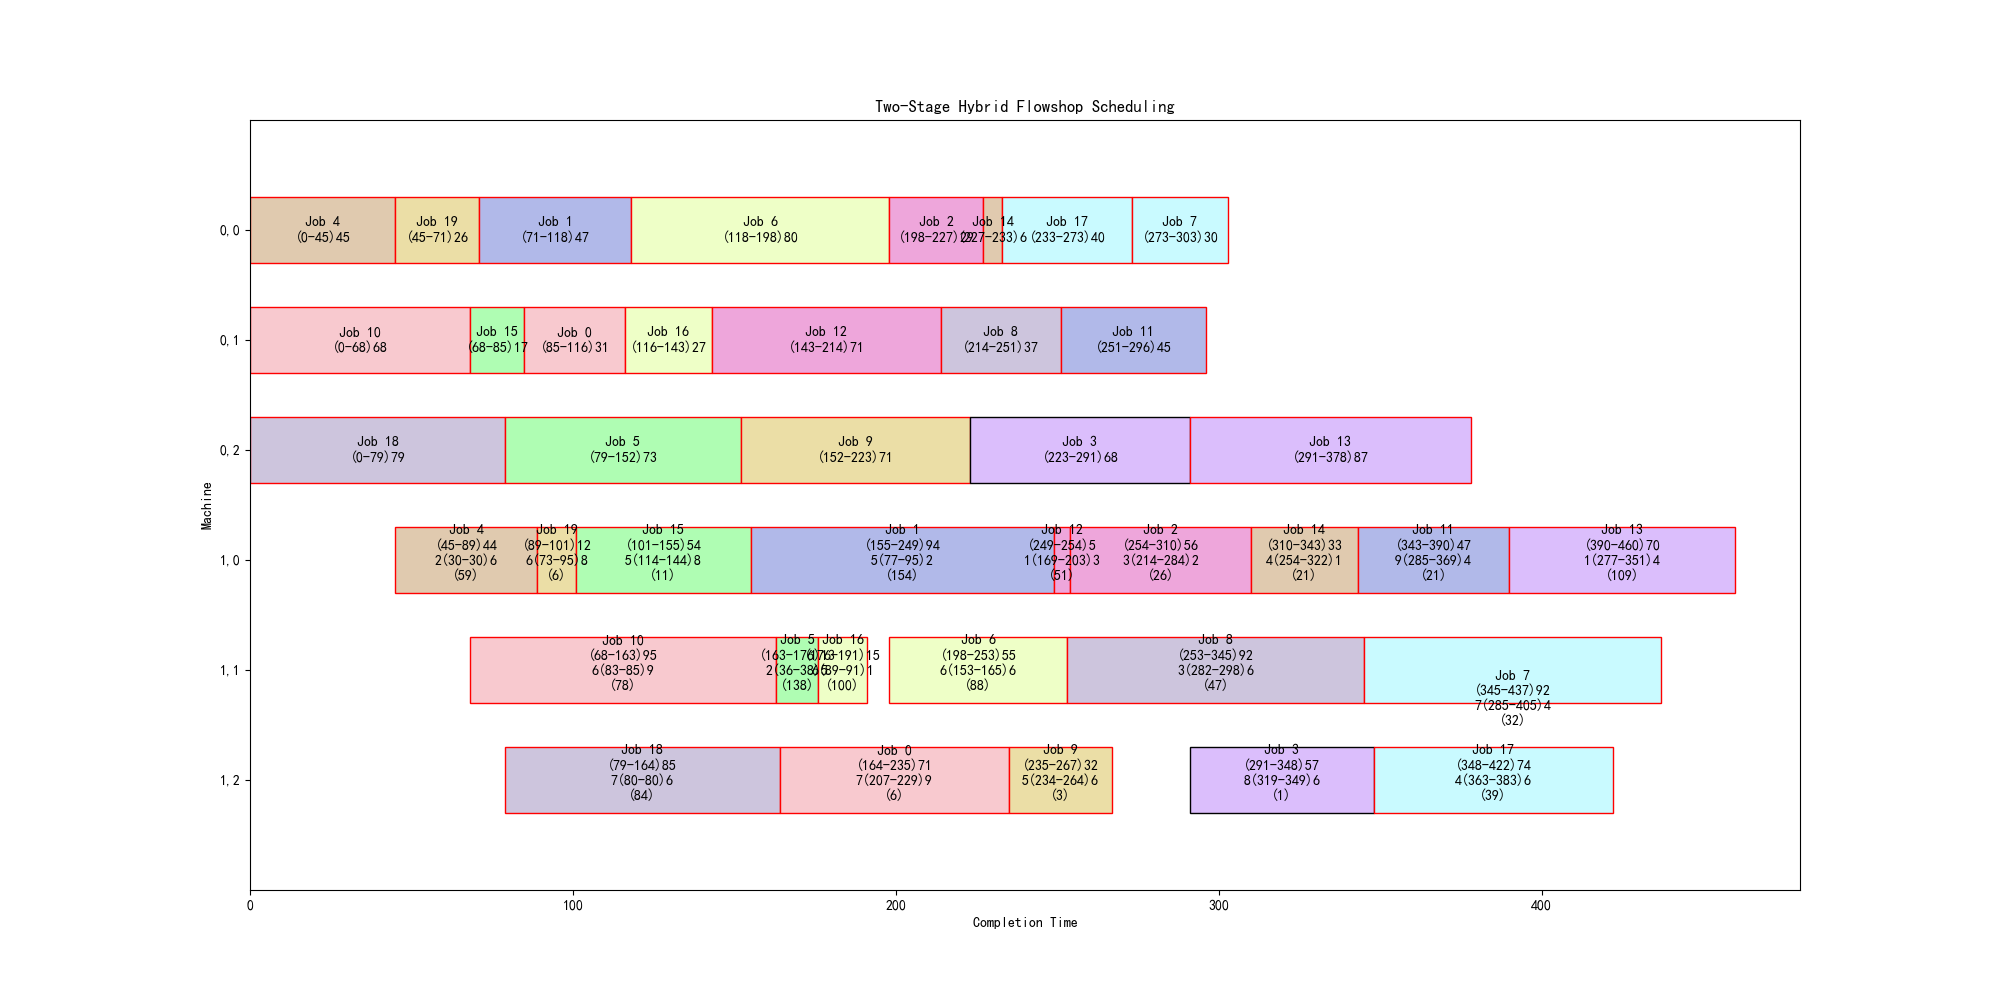 Two-Stage Hybrid Flowshop Scheduling
0,0
Job 4
(0-45)45
Job 19
(45-71)26
Job 1
(71-118)47
Job 6
(118-198)80
Job 2
(198-227)29
Job 14
(227-233)6
Job 17
(233-273)40
Job 7
(273-303)30
0,1
Job 10
(0-68)68
Job 15
(68-85)17
Job 0
(85-116)31
Job 16
(116-143)27
Job 12
(143-214)71
Job 8
(214-251)37
Job 11
(251-296)45
0,2
Job 18
(0-79)79
Job 5
(79-152)73
Job 9
(152-223)71
Job 3
(223-291)68
Job 13
(291-378)87
Machine
1,0
Job 4
(45-89)44
2(30-30)6
(59)
Job 19
(89-101)12
6(73-95)8
(6)
Job 15
(101-155)54
5(114-144)8
(11)
Job 1
(155-249)94
5(77-95)2
(154)
Job 12
(249-254)5
1(169-203)3
(51)
Job 2
(254-310)56
3(214-284)2
(26)
Job 14
(310-343)33
4(254-322)1
(21)
Job 11
(343-390)47
9(285-369)4
(21)
Job 13
(390-460)70
1(277-351)4
(109)
1,1
Job 10
(68-163)95
6(83-85)9
(78)
Job 5
(163-176)13
(138)
Job 16
(176-191)15
(100)
Job 6
(198-253)55
6(153-165)6
(88)
Job 8
(253-345)92
3(282-298)6
(47)
Job 7
(345-437)92
7(285-405)4
(32)
1,2
Job 18
(79-164)85
7(80-80)6
(84)
Job 0
(164-235)71
7(207-229)9
(6)
Job 9
(235-267)32
5(234-264)6
(3)
Job 3
(291-348)57
8(319-349)6
(1)
Job 17
(348-422)74
4(363-383)6
(39)
0
100
200
300
400
Completion Time